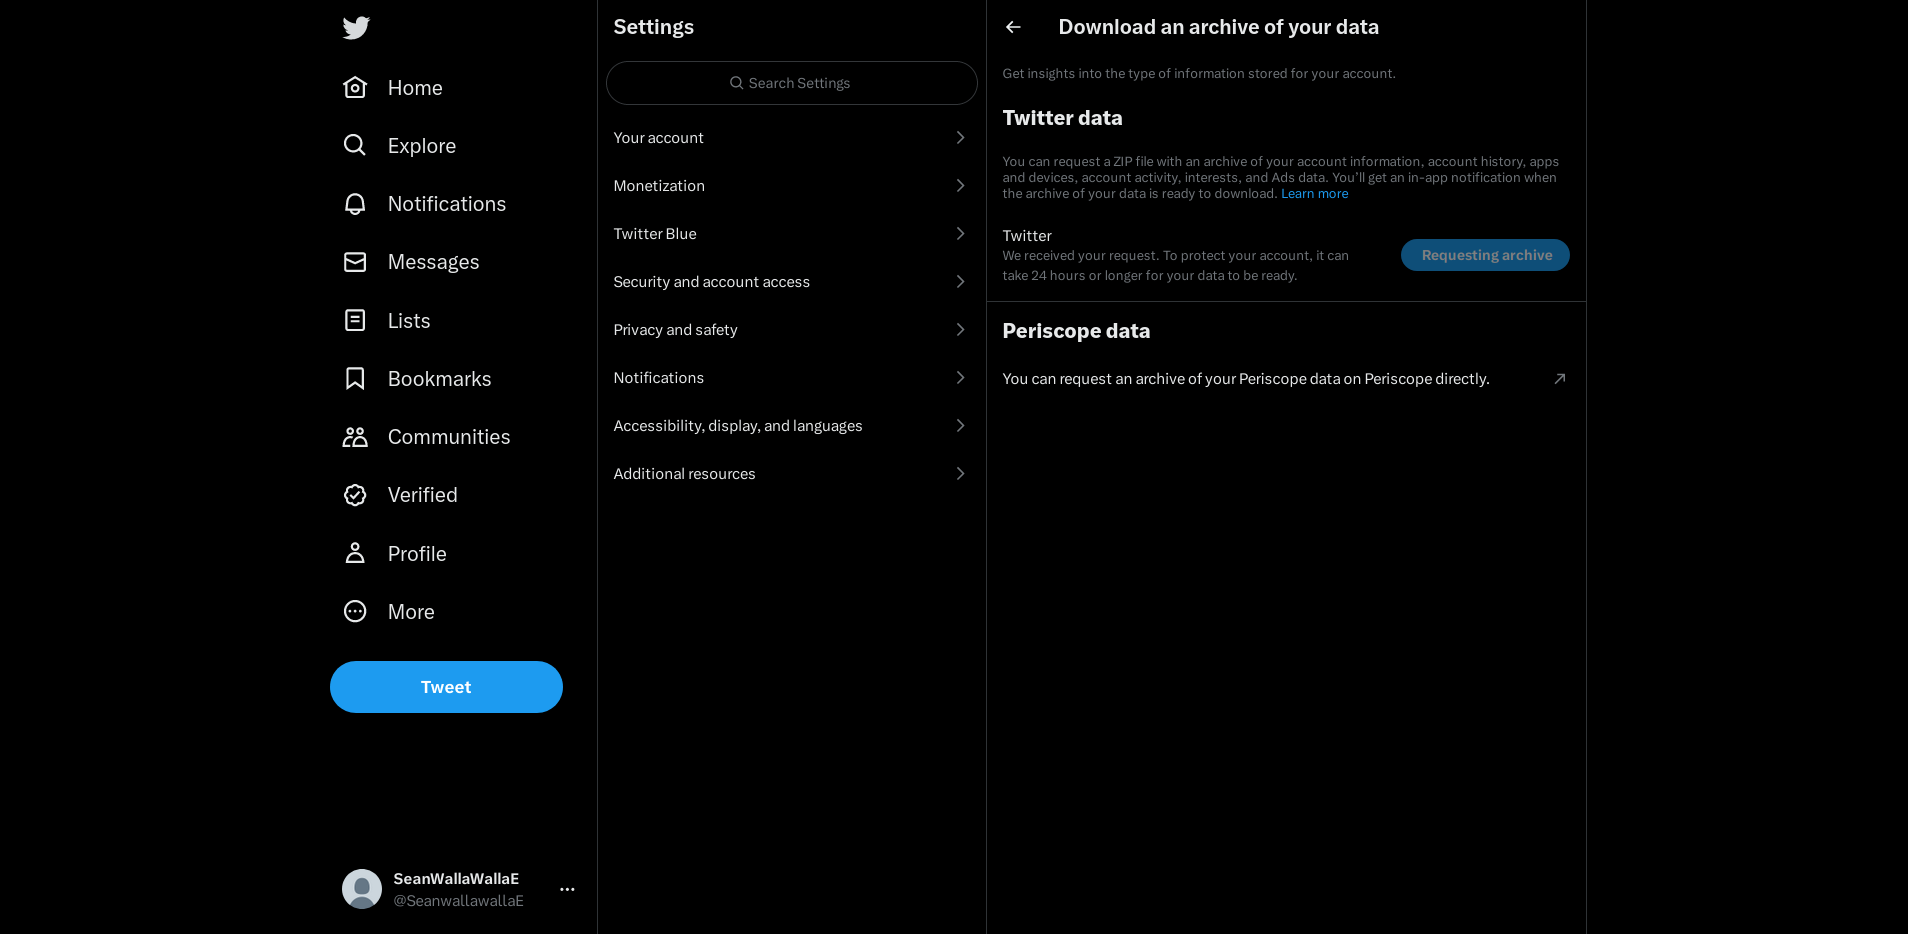 Home
Explore
Notifications
Messages
Lists
Bookmarks
Communities
Verified
Profile
More
Tweet
SeanWallaWallaE
@SeanwallawallaE
Settings
Search Settings
Your account
Monetization
Twitter Blue
Security and account access
Privacy and safety
Notifications
Accessibility, display, and languages
Additional resources
Download an archive of your data
Get insights into the type of information stored for your account.
Twitter data
You can request a ZIP file with an archive of your account information, account history, apps
and devices, account activity, interests, and Ads data. You’ll get an in-app notification when
the archive of your data is ready to download. Learn more
Twitter
We received your request. To protect your account, it can
take 24 hours or longer for your data to be ready.
Requesting archive
Periscope data
You can request an archive of your Periscope data on Periscope directly.